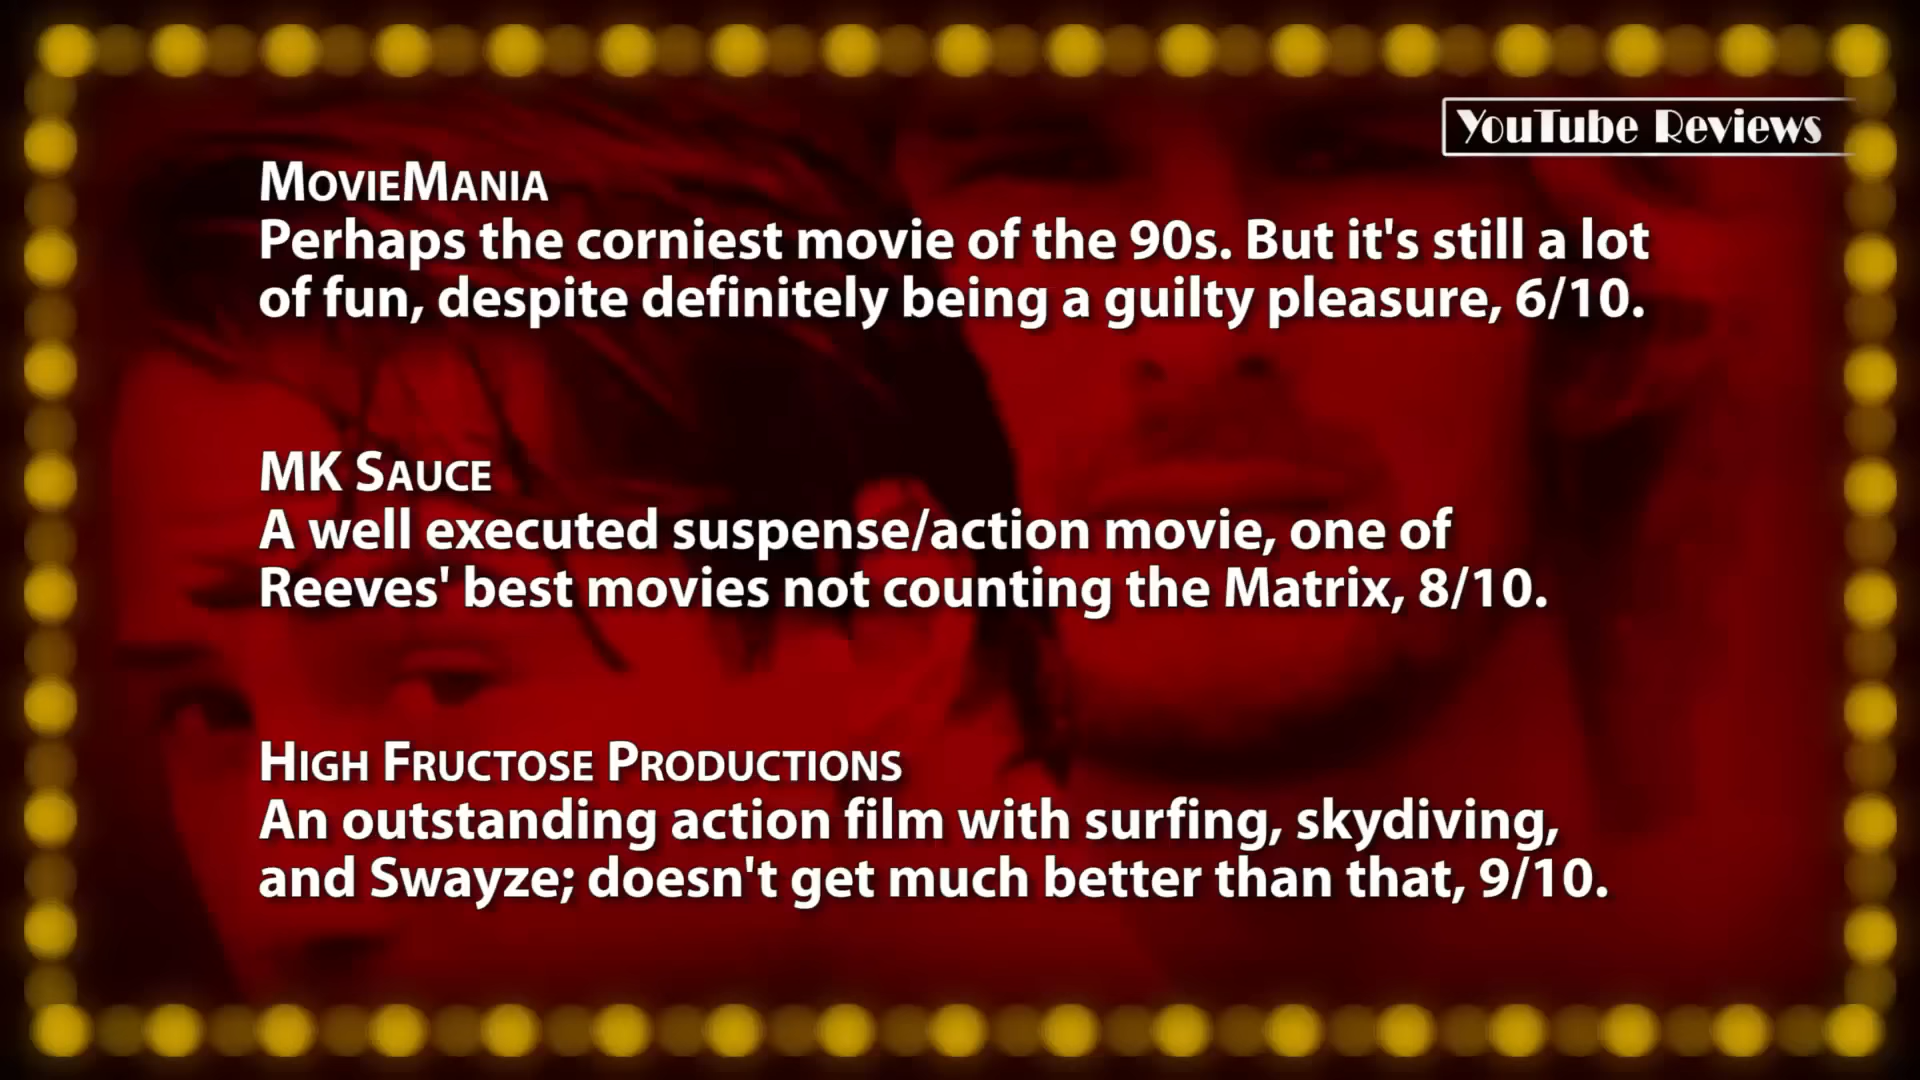 YouTube Reviews
MovieMania
Perhaps the corniest movie of the 90s. But it's still a lot
of fun, despite definitely being a guilty pleasure, 6/10.
MK Sauce
A well executed suspense/action movie, one of
Reeves' best movies not counting the Matrix, 8/10.
High Fructose Productions
An outstanding action film with surfing, skydiving,
and Swayze; doesn't get much better than that, 9/10.